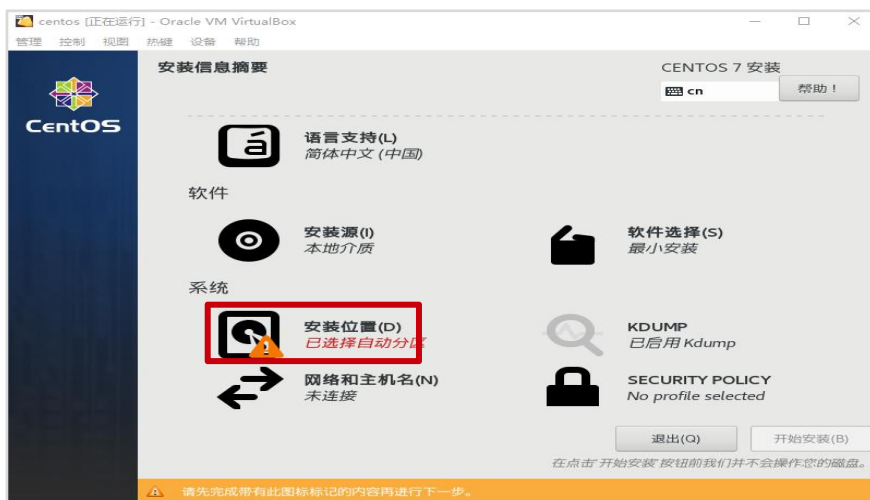 centos [正在运行] - Oracle VM VirtualBox
管理 控制 视图 热键 设备 帮助
安装信息摘要
CENTOS 7 安装
cn
帮助！
CentOS
语言支持(L)
简体中文 (中国)
软件
安装源(I)
本地介质
软件选择(S)
最小安装
系统
安装位置(D)
已选择自动分区
KDUMP
已启用 Kdump
网络和主机名(N)
未连接
SECURITY POLICY
No profile selected
退出(Q)
开始安装(B)
在点击"开始安装"按钮前我们并不会操作您的磁盘。
请先完成带有此图标标记的内容再进行下一步。